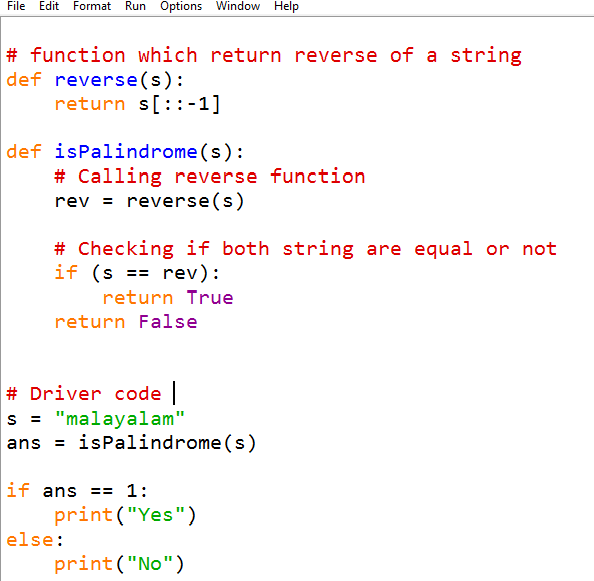 File Edit Format Run Options Window Help
# function which return reverse of a string
def reverse(s):
    return s[::-1]
def isPalindrome(s):
    # Calling reverse function
    rev = reverse(s)
    # Checking if both string are equal or not
    if (s == rev):
        return True
    return False
# Driver code
s = "malayalam"
ans = isPalindrome(s)
if ans == 1:
    print("Yes")
else:
    print("No")